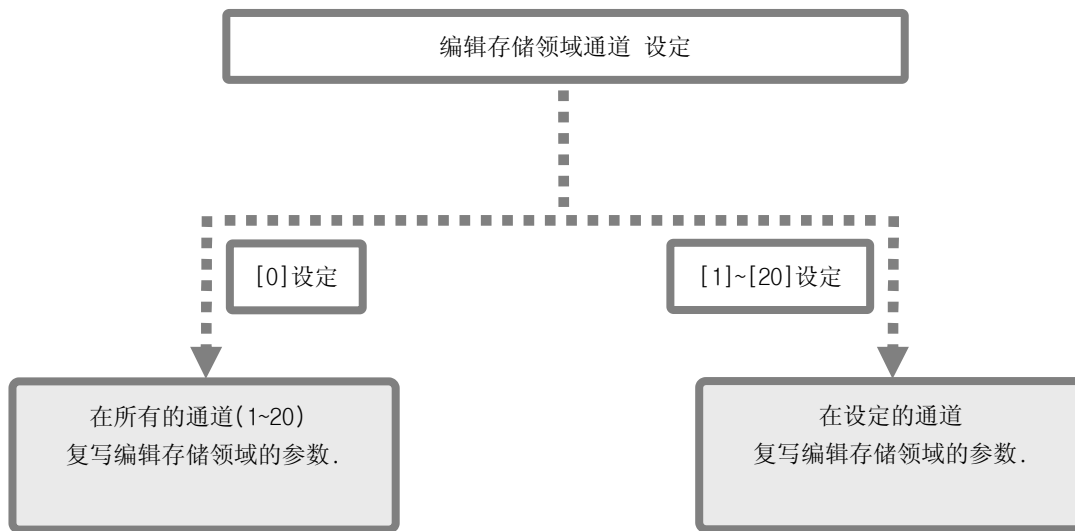 编辑存储领域通道 设定
[0]设定
[1]~[20]设定
在所有的通道(1~20)
复写编辑存储领域的参数.
在设定的通道
复写编辑存储领域的参数.